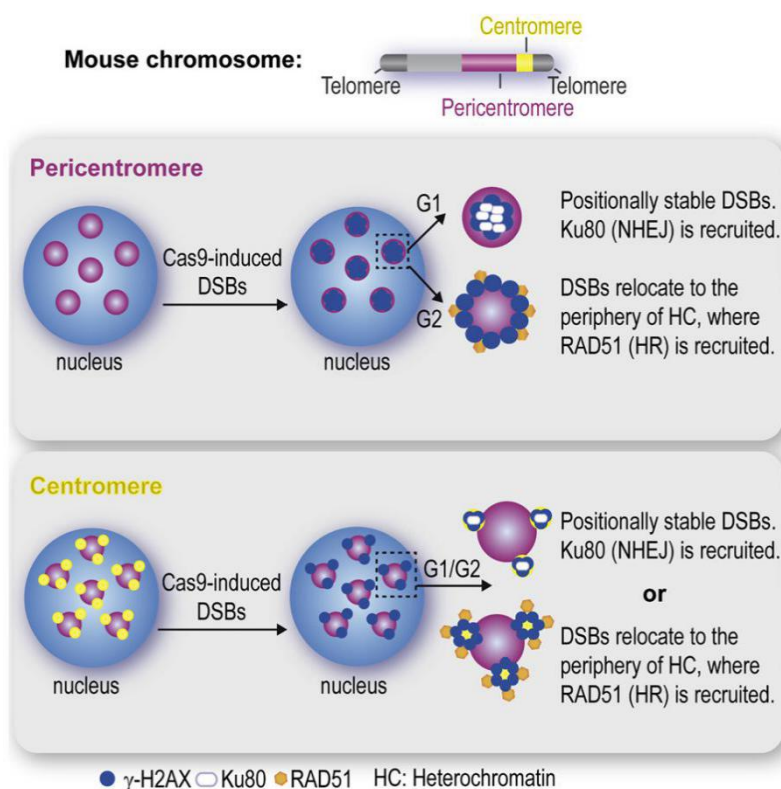 Centromere
Mouse chromosome:
Telomere
Telomere
Pericentromere
Pericentromere
G1
Positionally stable DSBs.
Ku80 (NHEJ) is recruited.
Cas9-induced
DSBs
G2
DSBs relocate to the
periphery of HC, where
RAD51 (HR) is recruited.
nucleus
nucleus
Centromere
Positionally stable DSBs.
Ku80 (NHEJ) is recruited.
Cas9-induced
DSBs
G1/G2
or
DSBs relocate to the
periphery of HC, where
RAD51 (HR) is recruited.
nucleus
nucleus
γ-H2AX Ku80 RAD51 HC: Heterochromatin